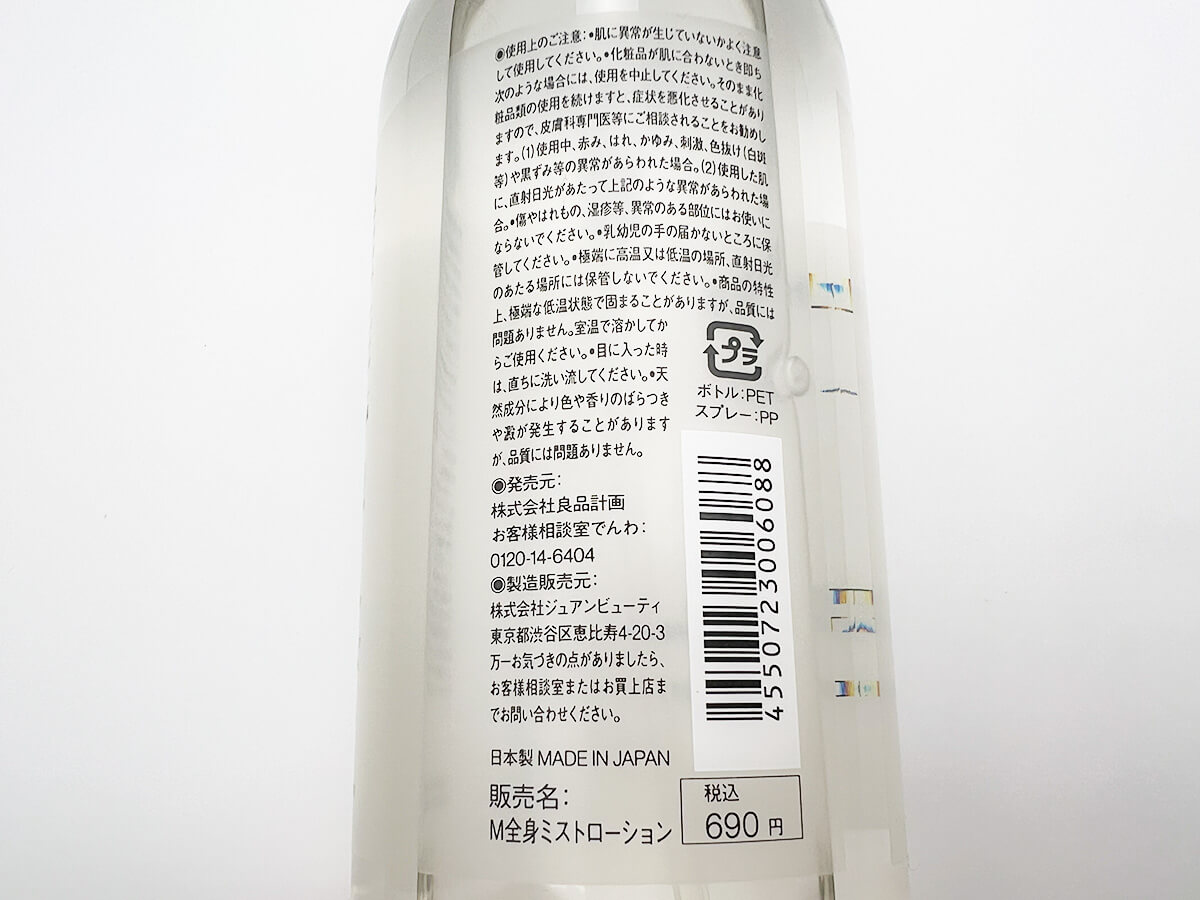 ◉使用上のご注意:•肌に異常が生じていないかよく注意
して使用してください。•化粧品が肌に合わないとき即ち
次のような場合には、使用を中止してください。そのまま化
粧品類の使用を続けますと、症状を悪化させることがあり
ますので、皮膚科専門医等にご相談されることをお勧めし
ます。(1)使用中、赤み、はれ、かゆみ、刺激、色抜け(白斑
等)や黒ずみ等の異常があらわれた場合。(2)使用した肌
に、直射日光があたって上記のような異常があらわれた場
合。•傷やはれもの、湿疹等、異常のある部位にはお使いに
ならないでください。•乳幼児の手の届かないところに保
管してください。•極端に高温又は低温の場所、直射日光
のあたる場所には保管しないでください。•商品の特性
上、極端な低温状態で固まることがありますが、品質には
問題ありません。室温で溶かしてか
らご使用ください。•目に入った時
は、直ちに洗い流してください。•天
然成分により色や香りのばらつき
や澱が発生することがあります
が、品質には問題ありません。
プラ
ボトル:PET
スプレー:PP
◉発売元:
株式会社良品計画
お客様相談室でんわ:
0120-14-6404
◉製造販売元:
株式会社ジュアンビューティ
東京都渋谷区恵比寿4-20-3
万一お気づきの点がありましたら、
お客様相談室またはお買上店ま
でお問い合わせください。
4550723006088
日本製 MADE IN JAPAN
販売名:
M全身ミストローション
税込
690 円